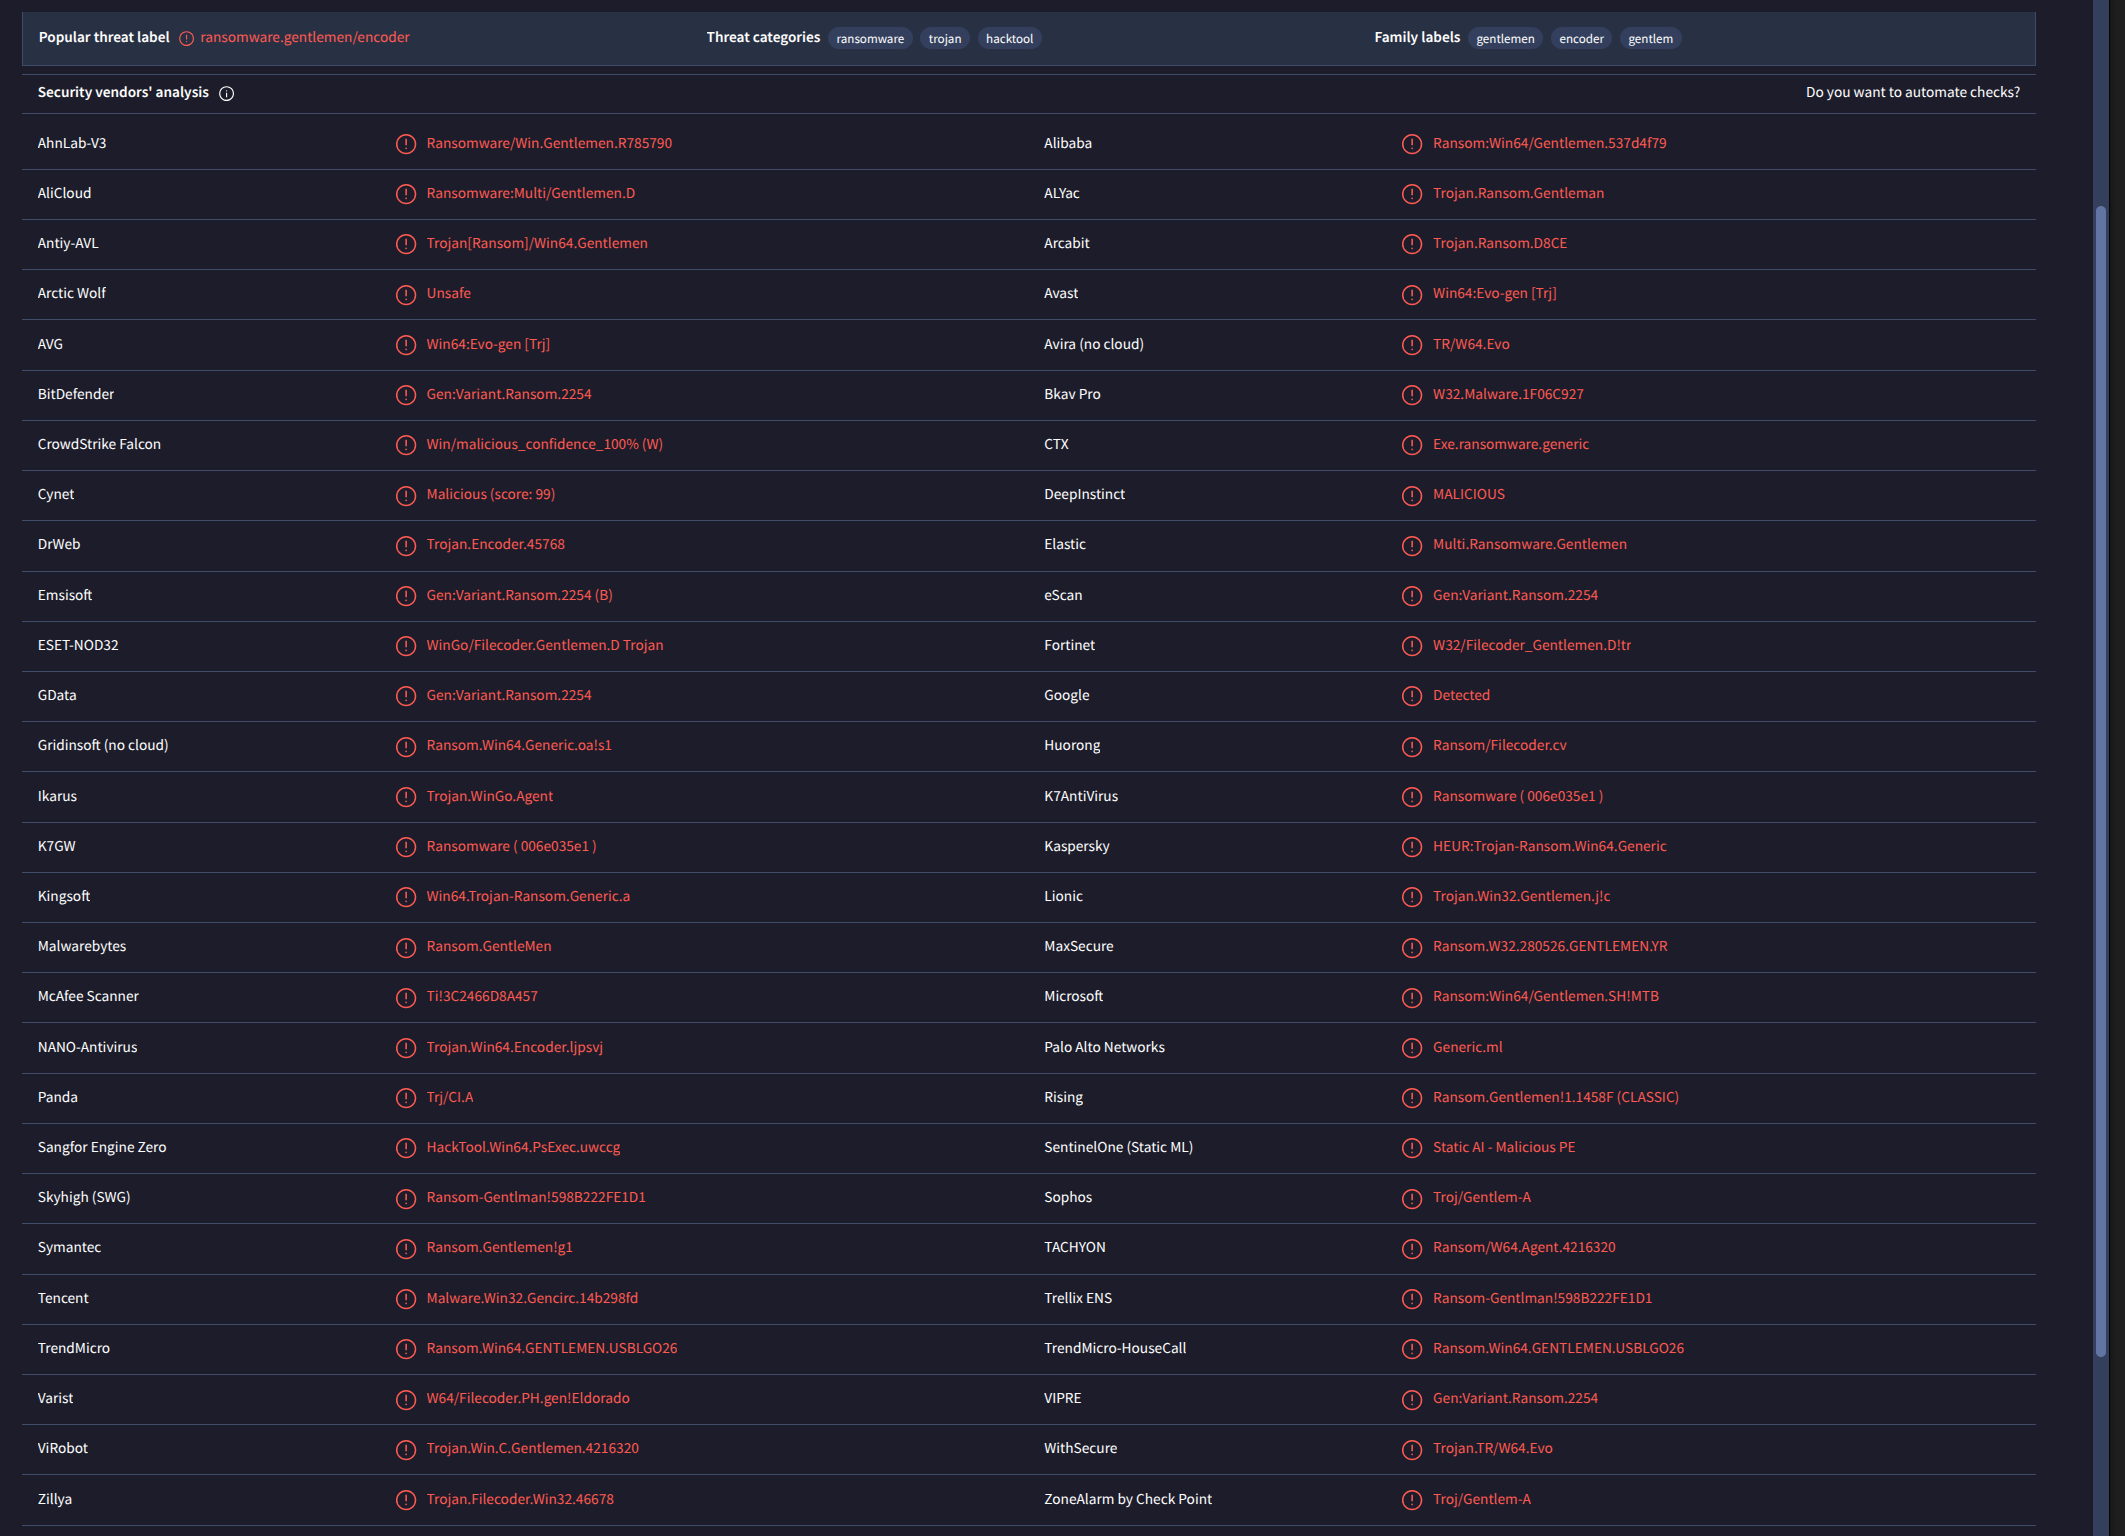 Popular threat label ransomware.gentlemen/encoder Threat categories ransomware trojan hacktool Family labels gentlemen encoder gentlem
Security vendors' analysis Do you want to automate checks?
AhnLab-V3 Ransomware/Win.Gentlemen.R785790 Alibaba Ransom:Win64/Gentlemen.537d4f79
AliCloud Ransomware:Multi/Gentlemen.D ALYac Trojan.Ransom.Gentleman
Antiy-AVL Trojan[Ransom]/Win64.Gentlemen Arcabit Trojan.Ransom.D8CE
Arctic Wolf Unsafe Avast Win64:Evo-gen [Trj]
AVG Win64:Evo-gen [Trj] Avira (no cloud) TR/W64.Evo
BitDefender Gen:Variant.Ransom.2254 Bkav Pro W32.Malware.1F06C927
CrowdStrike Falcon Win/malicious_confidence_100% (W) CTX Exe.ransomware.generic
Cynet Malicious (score: 99) DeepInstinct MALICIOUS
DrWeb Trojan.Encoder.45768 Elastic Multi.Ransomware.Gentlemen
Emsisoft Gen:Variant.Ransom.2254 (B) eScan Gen:Variant.Ransom.2254
ESET-NOD32 WinGo/Filecoder.Gentlemen.D Trojan Fortinet W32/Filecoder_Gentlemen.D!tr
GData Gen:Variant.Ransom.2254 Google Detected
Gridinsoft (no cloud) Ransom.Win64.Generic.oa!s1 Huorong Ransom/Filecoder.cv
Ikarus Trojan.WinGo.Agent K7AntiVirus Ransomware ( 006e035e1 )
K7GW Ransomware ( 006e035e1 ) Kaspersky HEUR:Trojan-Ransom.Win64.Generic
Kingsoft Win64.Trojan-Ransom.Generic.a Lionic Trojan.Win32.Gentlemen.j!c
Malwarebytes Ransom.GentleMen MaxSecure Ransom.W32.280526.GENTLEMEN.YR
McAfee Scanner Ti!3C2466D8A457 Microsoft Ransom:Win64/Gentlemen.SH!MTB
NANO-Antivirus Trojan.Win64.Encoder.ljpsvj Palo Alto Networks Generic.ml
Panda Trj/CI.A Rising Ransom.Gentlemen!1.1458F (CLASSIC)
Sangfor Engine Zero HackTool.Win64.PsExec.uwccg SentinelOne (Static ML) Static AI - Malicious PE
Skyhigh (SWG) Ransom-Gentlman!598B222FE1D1 Sophos Troj/Gentlem-A
Symantec Ransom.Gentlemen!g1 TACHYON Ransom/W64.Agent.4216320
Tencent Malware.Win32.Gencirc.14b298fd Trellix ENS Ransom-Gentlman!598B222FE1D1
TrendMicro Ransom.Win64.GENTLEMEN.USBLGO26 TrendMicro-HouseCall Ransom.Win64.GENTLEMEN.USBLGO26
Varist W64/Filecoder.PH.gen!Eldorado VIPRE Gen:Variant.Ransom.2254
ViRobot Trojan.Win.C.Gentlemen.4216320 WithSecure Trojan.TR/W64.Evo
Zillya Trojan.Filecoder.Win32.46678 ZoneAlarm by Check Point Troj/Gentlem-A